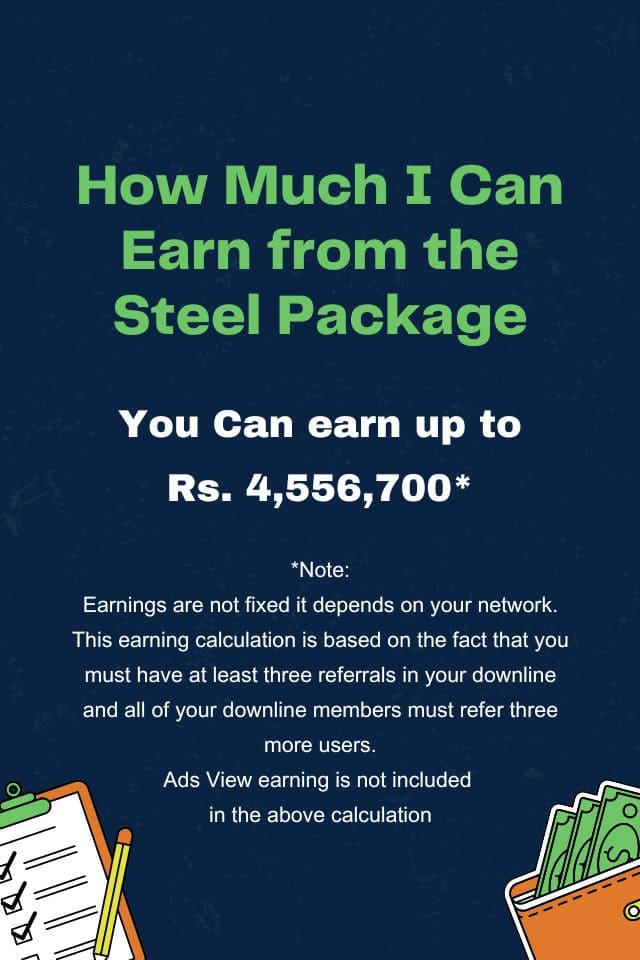 How Much I Can
Earn from the
Steel Package
You Can earn up to
Rs. 4,556,700*
*Note:
Earnings are not fixed it depends on your network.
This earning calculation is based on the fact that you
must have at least three referrals in your downline
and all of your downline members must refer three
more users.
Ads View earning is not included
in the above calculation